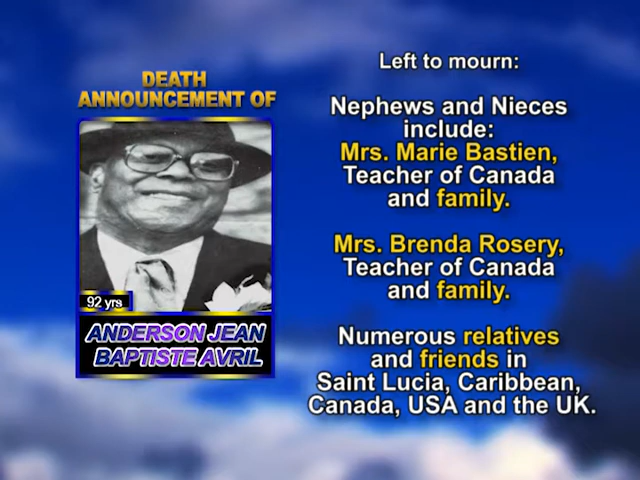 DEATH
ANNOUNCEMENT OF
92 yrs
ANDERSON JEAN
BAPTISTE AVRIL
Left to mourn:
Nephews and Nieces
include:
Mrs. Marie Bastien,
Teacher of Canada
and family.
Mrs. Brenda Rosery,
Teacher of Canada
and family.
Numerous relatives
and friends in
Saint Lucia, Caribbean,
Canada, USA and the UK.